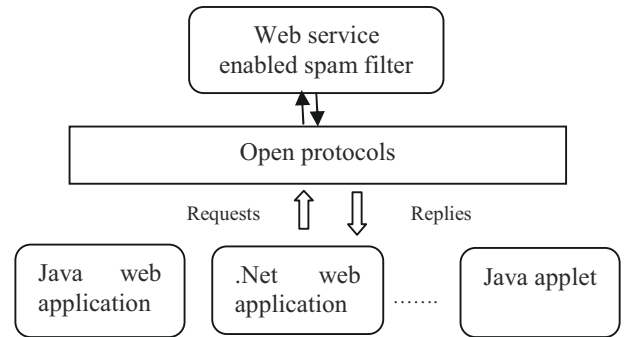 Web service
enabled spam filter
Open protocols
Requests
Replies
Java web
application
.Net web
application
.......
Java applet